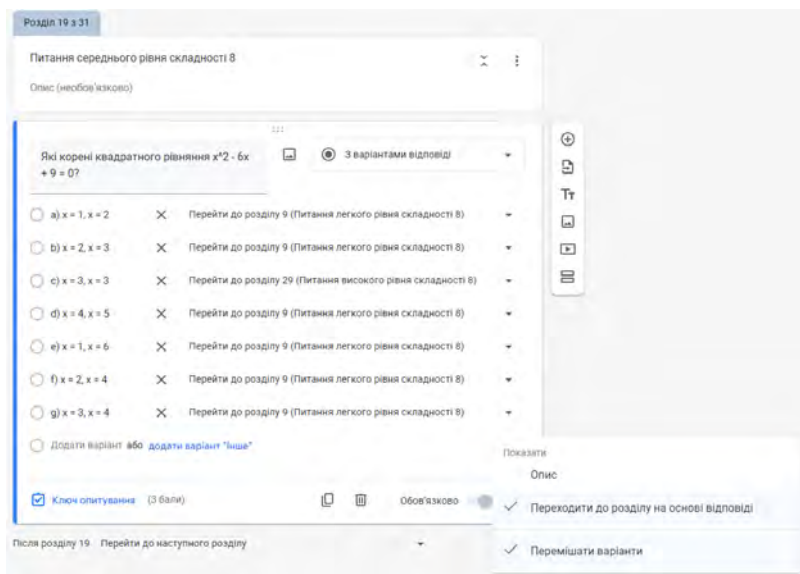 Розділ 19 з 31
Питання середнього рівня складності 8
Опис (необов'язково)
Які корені квадратного рівняння x^2 - 6x
+ 9 = 0?
З варіантами відповіді
a) x = 1, x = 2 Перейти до розділу 9 (Питання легкого рівня складності 8)
b) x = 2, x = 3 Перейти до розділу 9 (Питання легкого рівня складності 8)
c) x = 3, x = 3 Перейти до розділу 29 (Питання високого рівня складності 8)
d) x = 4, x = 5 Перейти до розділу 9 (Питання легкого рівня складності 8)
e) x = 1, x = 6 Перейти до розділу 9 (Питання легкого рівня складності 8)
f) x = 2, x = 4 Перейти до розділу 9 (Питання легкого рівня складності 8)
g) x = 3, x = 4 Перейти до розділу 9 (Питання легкого рівня складності 8)
Додати варіант або додати варіант "Інше"
Показати
Опис
Ключ опитування (3 бали) Обов'язково
Переходити до розділу на основі відповіді
Після розділу 19 Перейти до наступного розділу
Перемішати варіанти